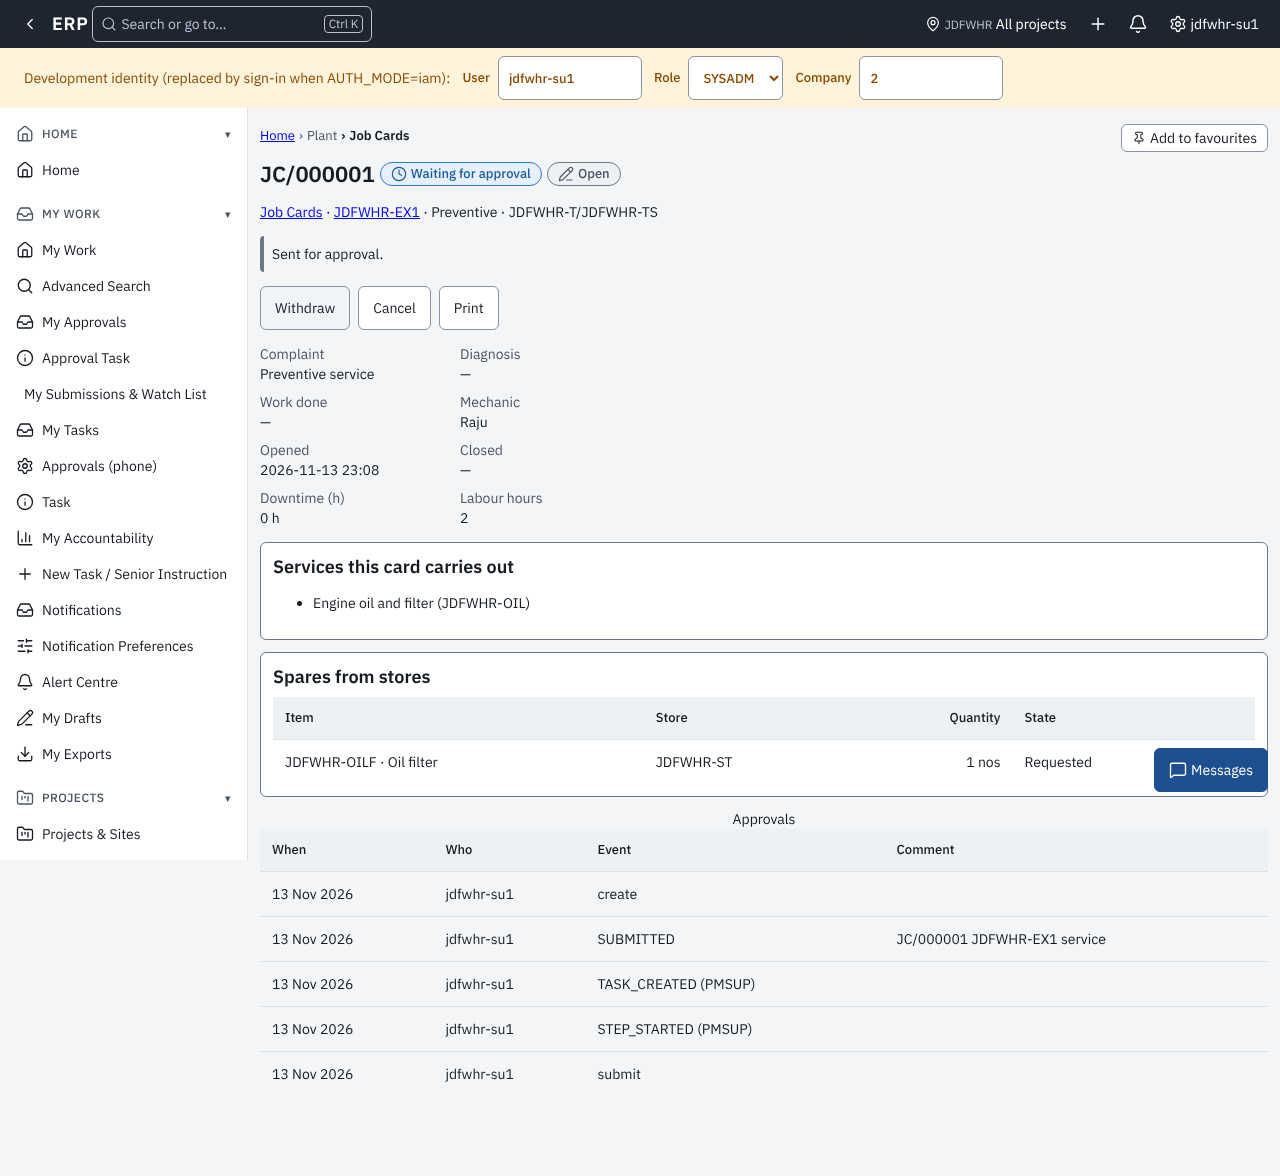 ERP Search or go to... Ctrl K JDFWHR All projects jdfwhr-su1
Development identity (replaced by sign-in when AUTH_MODE=iam): User jdfwhr-su1 Role SYSADM Company 2
HOME
Home
MY WORK
My Work
Advanced Search
My Approvals
Approval Task
My Submissions & Watch List
My Tasks
Approvals (phone)
Task
My Accountability
New Task / Senior Instruction
Notifications
Notification Preferences
Alert Centre
My Drafts
My Exports
PROJECTS
Projects & Sites
Home › Plant › Job Cards
Add to favourites
JC/000001 Waiting for approval Open
Job Cards · JDFWHR-EX1 · Preventive · JDFWHR-T/JDFWHR-TS
Sent for approval.
Withdraw Cancel Print
Complaint Diagnosis
Preventive service —
Work done Mechanic
— Raju
Opened Closed
2026-11-13 23:08 —
Downtime (h) Labour hours
0 h 2
Services this card carries out
• Engine oil and filter (JDFWHR-OIL)
Spares from stores
Item Store Quantity State
JDFWHR-OILF · Oil filter JDFWHR-ST 1 nos Requested
Messages
Approvals
When Who Event Comment
13 Nov 2026 jdfwhr-su1 create
13 Nov 2026 jdfwhr-su1 SUBMITTED JC/000001 JDFWHR-EX1 service
13 Nov 2026 jdfwhr-su1 TASK_CREATED (PMSUP)
13 Nov 2026 jdfwhr-su1 STEP_STARTED (PMSUP)
13 Nov 2026 jdfwhr-su1 submit